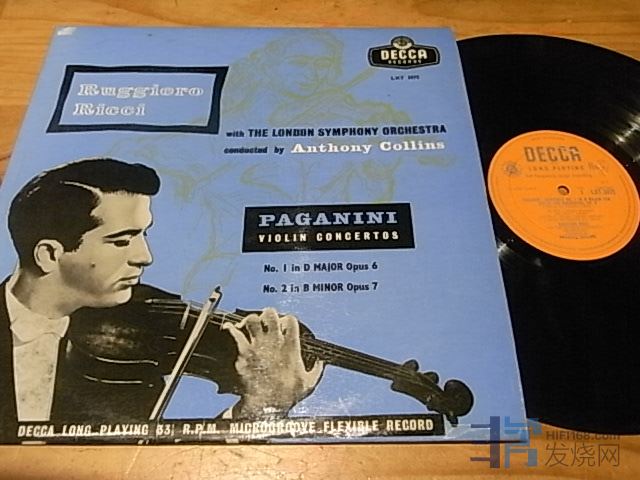 DECCA
RECORDS
LXT 3075
Ruggiero
Ricci
with THE LONDON SYMPHONY ORCHESTRA
conducted by Anthony Collins
PAGANINI
VIOLIN CONCERTOS
No. 1 in D MAJOR Opus 6
No. 2 in B MINOR Opus 7
DECCA LONG PLAYING 33⅓ R.P.M. MICROGROOVE FLEXIBLE RECORD
DECCA
LONG PLAYING
HIFI168.com
发烧网